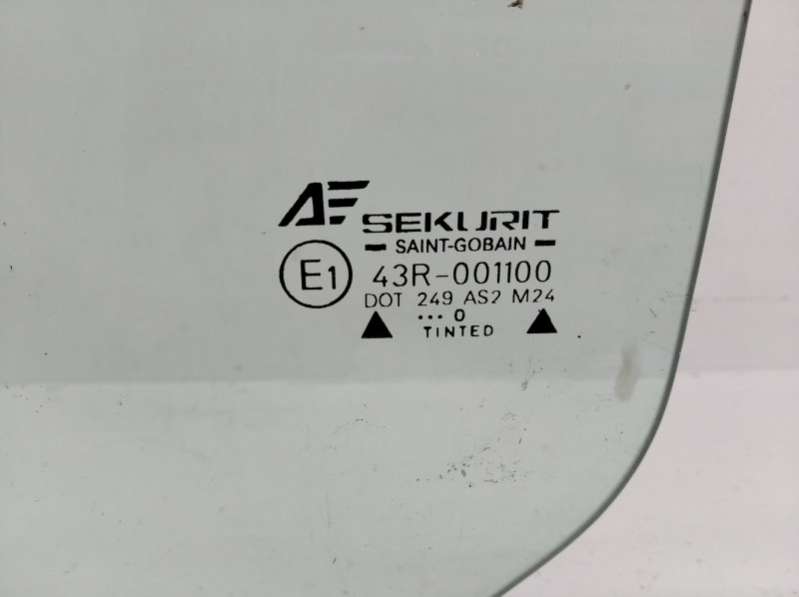 AF SEKURIT
SAINT-GOBAIN
E1 43R-001100
DOT 249 AS2 M24
... 0
TINTED